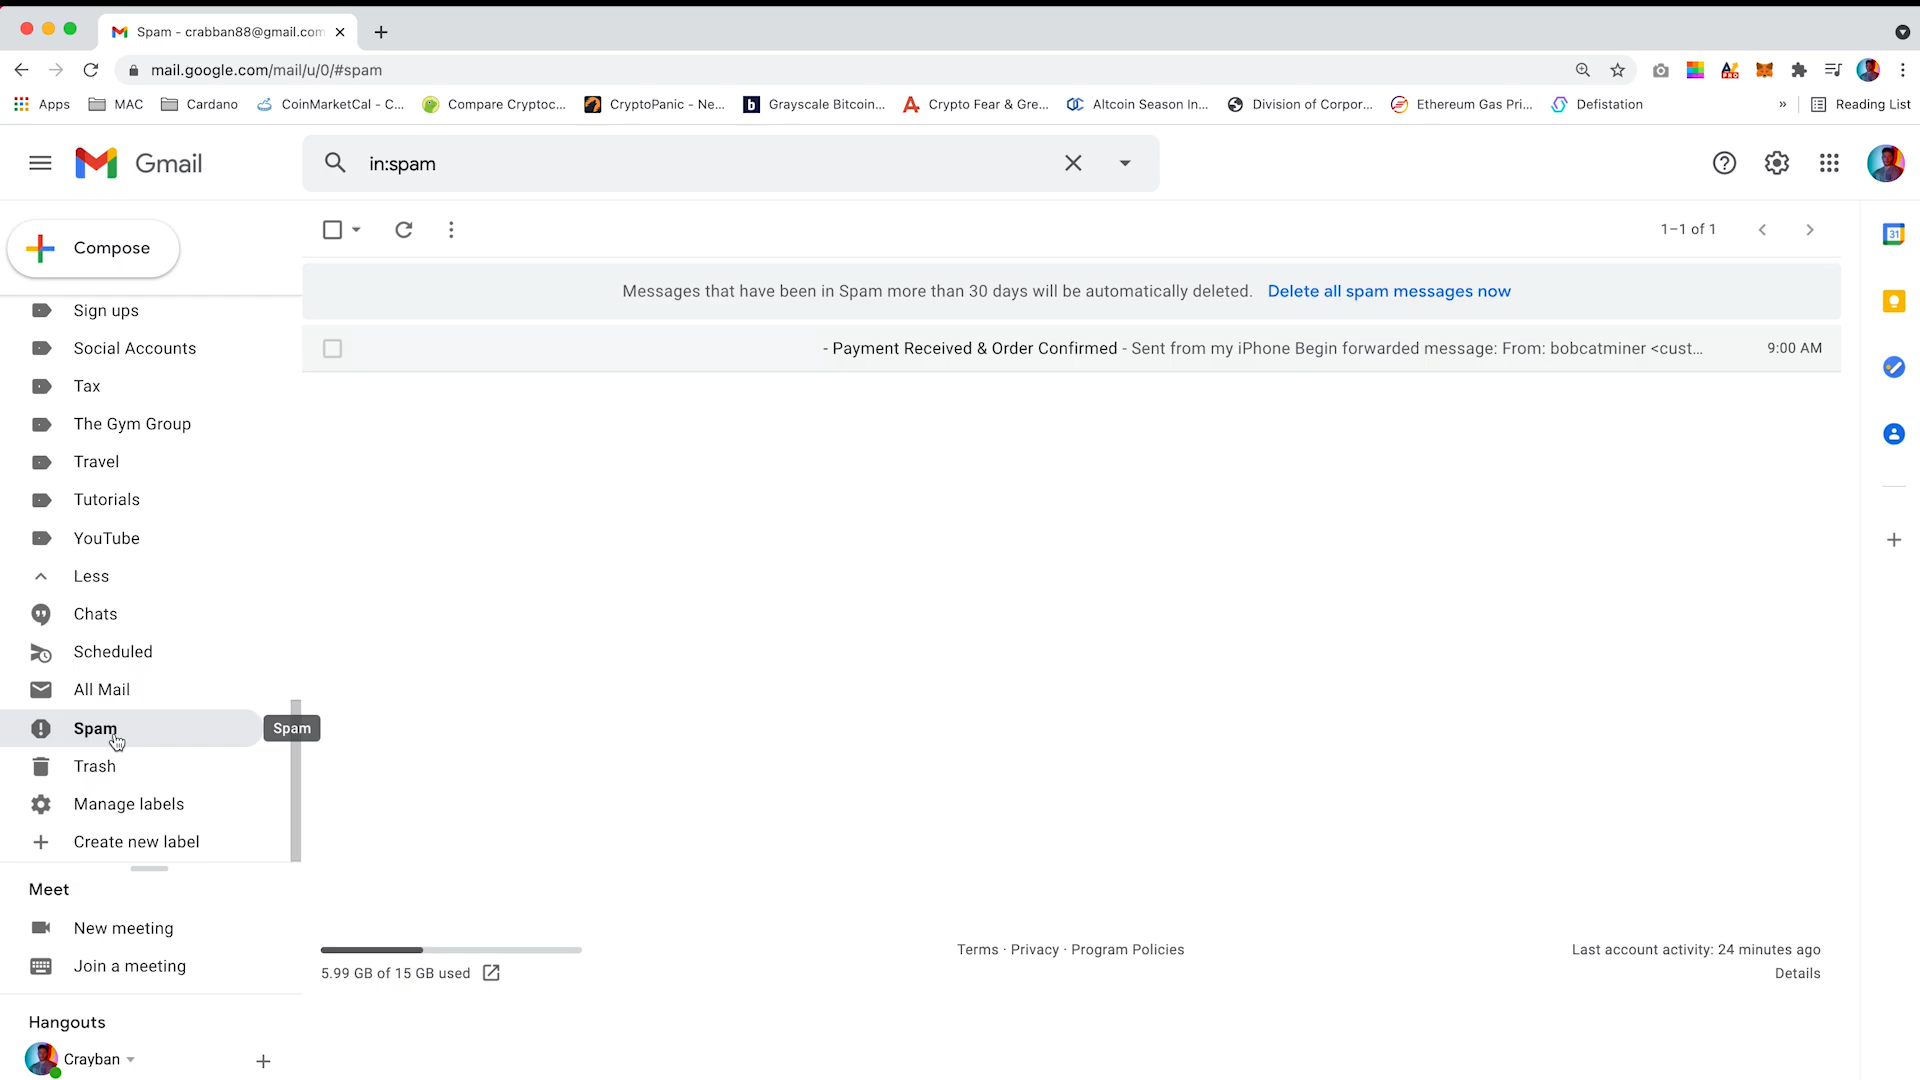 Spam - crabban88@gmail.com
mail.google.com/mail/u/0/#spam
Apps MAC Cardano CoinMarketCal - C... Compare Cryptoc... CryptoPanic - Ne... Grayscale Bitcoin... Crypto Fear & Gre... Altcoin Season In... Division of Corpor... Ethereum Gas Pri... Defistation » Reading List
Gmail
in:spam
Compose
1–1 of 1
Messages that have been in Spam more than 30 days will be automatically deleted. Delete all spam messages now
- Payment Received & Order Confirmed - Sent from my iPhone Begin forwarded message: From: bobcatminer <cust... 9:00 AM
31
Sign ups
Social Accounts
Tax
The Gym Group
Travel
Tutorials
YouTube
Less
Chats
Scheduled
All Mail
Spam
Spam
Trash
Manage labels
Create new label
Meet
New meeting
Join a meeting
Hangouts
Crayban
5.99 GB of 15 GB used
Terms · Privacy · Program Policies
Last account activity: 24 minutes ago
Details